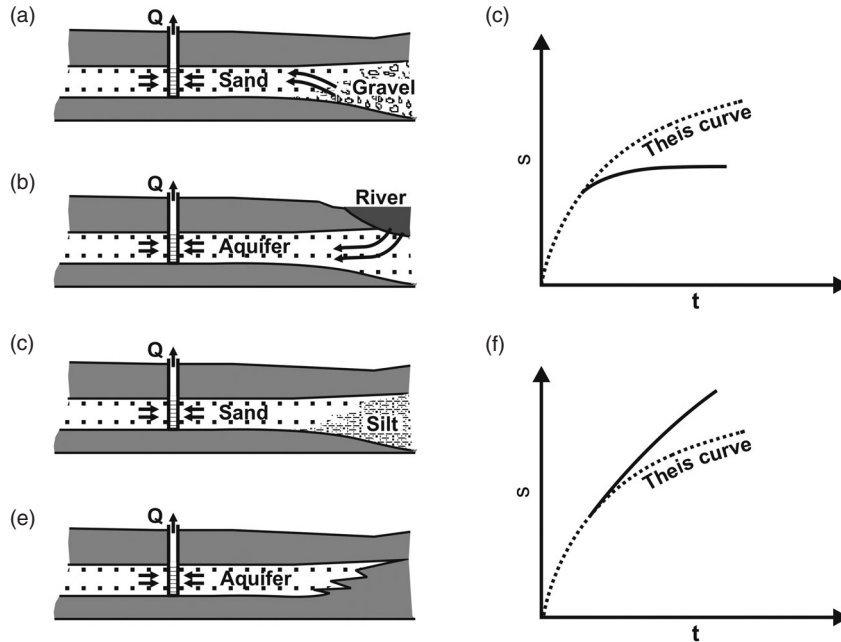 (a)
Q
Sand
Gravel
(b)
Q
River
Aquifer
(c)
s
Theis curve
t
(c)
Q
Sand
Silt
(e)
Q
Aquifer
(f)
s
Theis curve
t